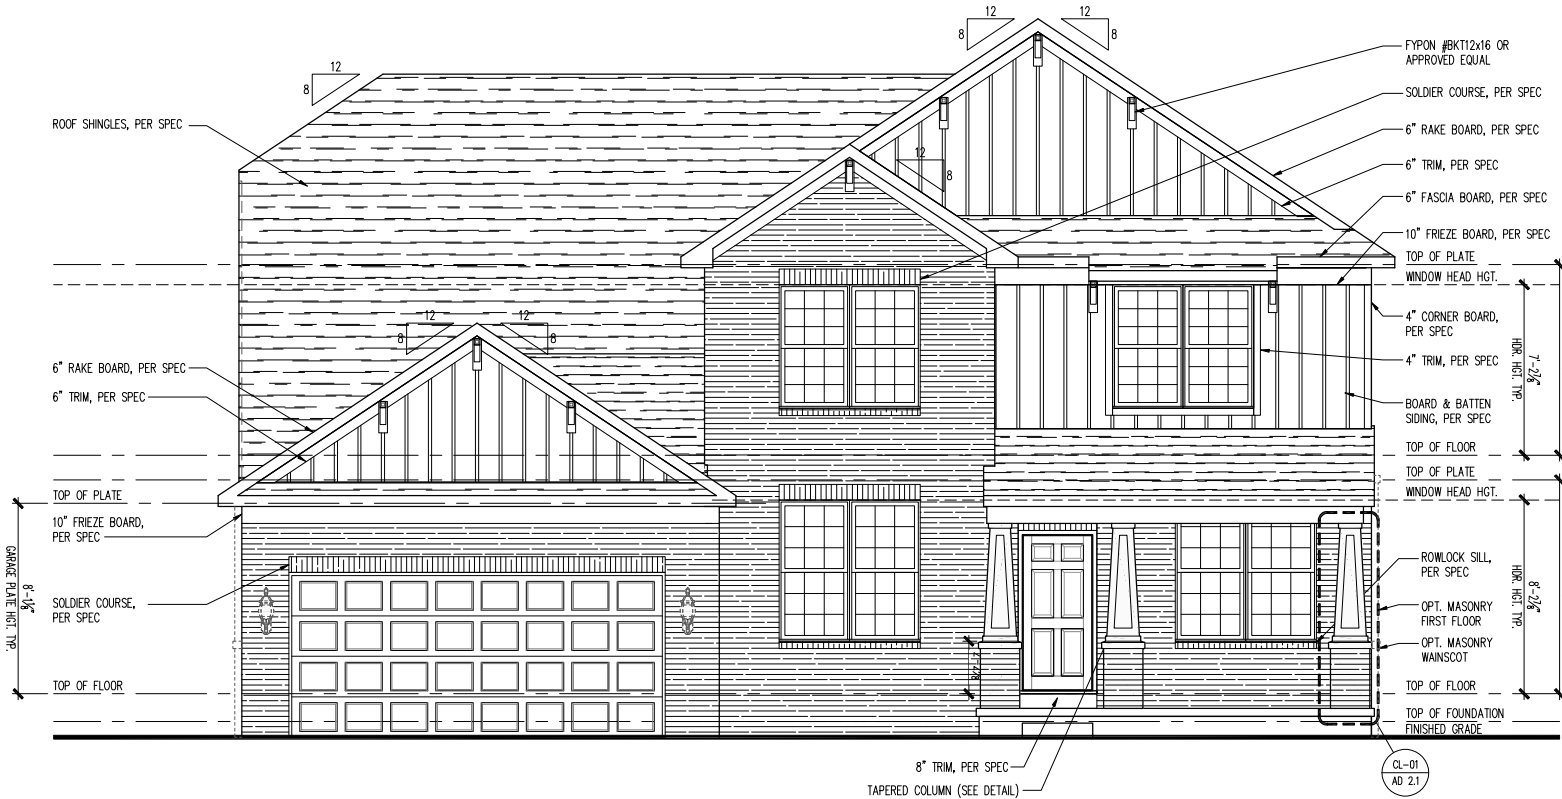 12
8
12
8
12
8
12
8
12
8
12
8
ROOF SHINGLES, PER SPEC
6" RAKE BOARD, PER SPEC
6" TRIM, PER SPEC
TOP OF PLATE
10" FRIEZE BOARD,
PER SPEC
GARAGE PLATE HGT. TYP.
SOLDIER COURSE,
PER SPEC
TOP OF FLOOR
FYPON #BKT12x16 OR
APPROVED EQUAL
SOLDIER COURSE, PER SPEC
6" RAKE BOARD, PER SPEC
6" TRIM, PER SPEC
6" FASCIA BOARD, PER SPEC
10" FRIEZE BOARD, PER SPEC
TOP OF PLATE
WINDOW HEAD HGT.
4" CORNER BOARD,
PER SPEC
4" TRIM, PER SPEC
7'-2⅞"
HDR. HGT. TYP.
BOARD & BATTEN
SIDING, PER SPEC
TOP OF FLOOR
TOP OF PLATE
WINDOW HEAD HGT.
ROWLOCK SILL,
PER SPEC
HDR. HGT. TYP.
OPT. MASONRY
FIRST FLOOR
OPT. MASONRY
WAINSCOT
TOP OF FLOOR
TOP OF FOUNDATION
FINISHED GRADE
8" TRIM, PER SPEC
TAPERED COLUMN (SEE DETAIL)
CL-01
AD 2.1